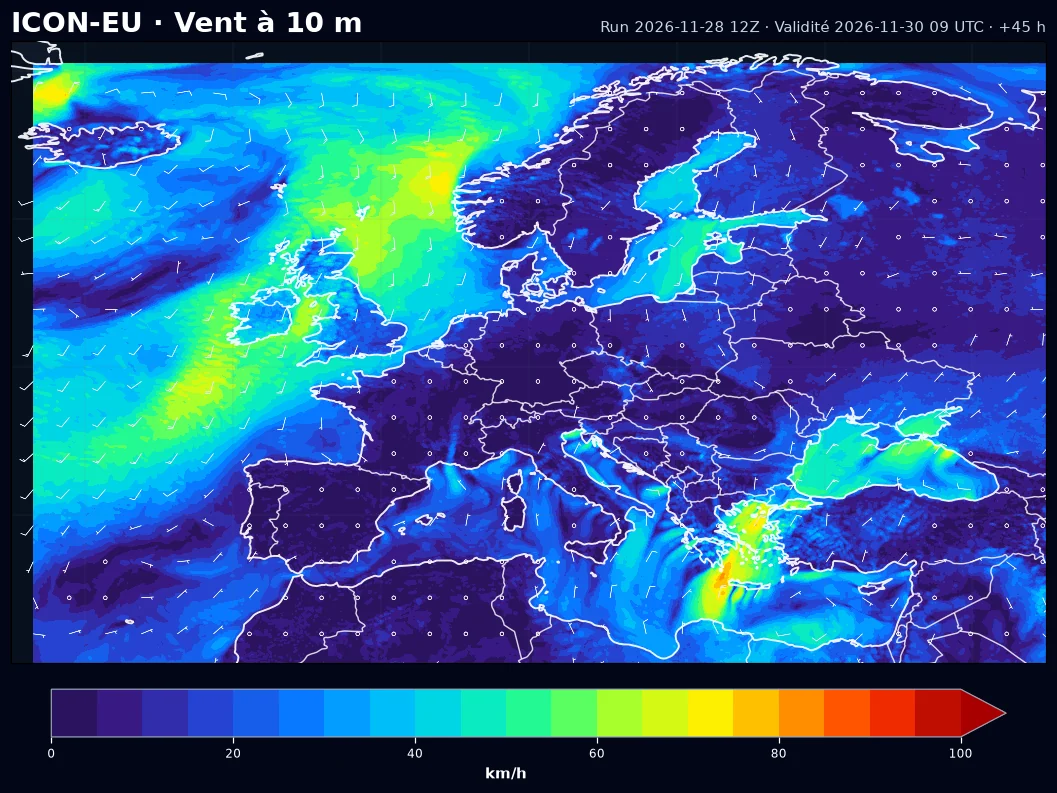 ICON-EU · Vent à 10 m
Run 2026-11-28 12Z · Validité 2026-11-30 09 UTC · +45 h
0 20 40 60 80 100
km/h